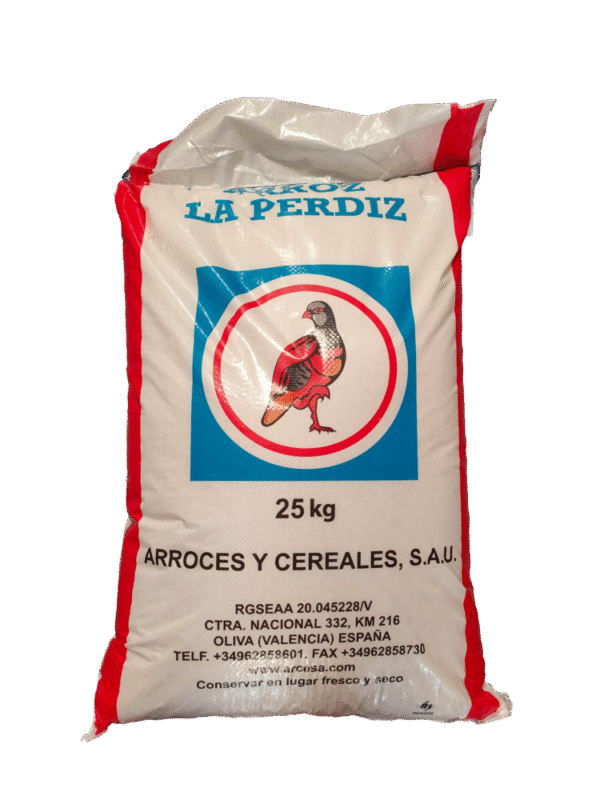 ARROZ
LA PERDIZ
25 kg
ARROCES Y CEREALES, S.A.U.
RGSEAA 20.045228/V
CTRA. NACIONAL 332, KM 216
OLIVA (VALENCIA) ESPAÑA
TELF. +34962858601. FAX +34962858730
www.arcesa.com
Conservar en lugar fresco y seco